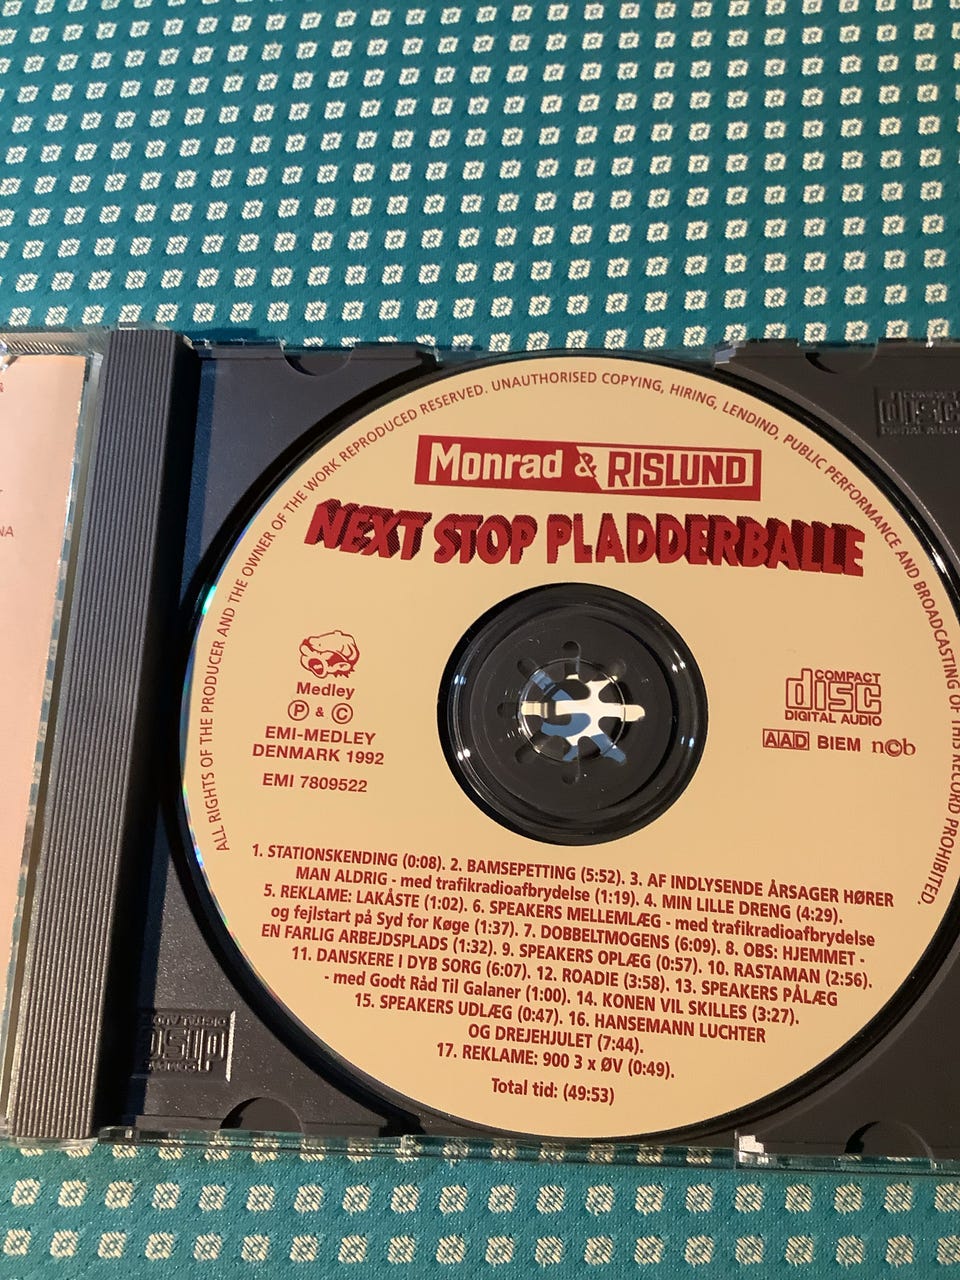 ALL RIGHTS OF THE PRODUCER AND THE OWNER OF THE WORK REPRODUCED RESERVED. UNAUTHORISED COPYING, HIRING, LENDIND, PUBLIC PERFORMANCE AND BROADCASTING OF THIS RECORD PROHIBITED.
Monrad & RISLUND
NEXT STOP PLADDERBALLE
Medley
℗ & ©
EMI-MEDLEY
DENMARK 1992
EMI 7809522
COMPACT
disc
DIGITAL AUDIO
AAD BIEM n©b
1. STATIONSKENDING (0:08). 2. BAMSEPETTING (5:52). 3. AF INDLYSENDE ÅRSAGER HØRER
MAN ALDRIG - med trafikradioafbrydelse (1:19). 4. MIN LILLE DRENG (4:29).
5. REKLAME: LAKÅSTE (1:02). 6. SPEAKERS MELLEMLÆG - med trafikradioafbrydelse
og fejlstart på Syd for Køge (1:37). 7. DOBBELTMOGENS (6:09). 8. OBS: HJEMMET -
EN FARLIG ARBEJDSPLADS (1:32). 9. SPEAKERS OPLÆG (0:57). 10. RASTAMAN (2:56).
11. DANSKERE I DYB SORG (6:07). 12. ROADIE (3:58). 13. SPEAKERS PÅLÆG
- med Godt Råd Til Galaner (1:00). 14. KONEN VIL SKILLES (3:27).
15. SPEAKERS UDLÆG (0:47). 16. HANSEMANN LUCHTER
OG DREJEHJULET (7:44).
17. REKLAME: 900 3 x ØV (0:49).
Total tid: (49:53)
NA
disc
DIGITAL AUDIO
COMPACT
disc
DIGITAL AUDIO